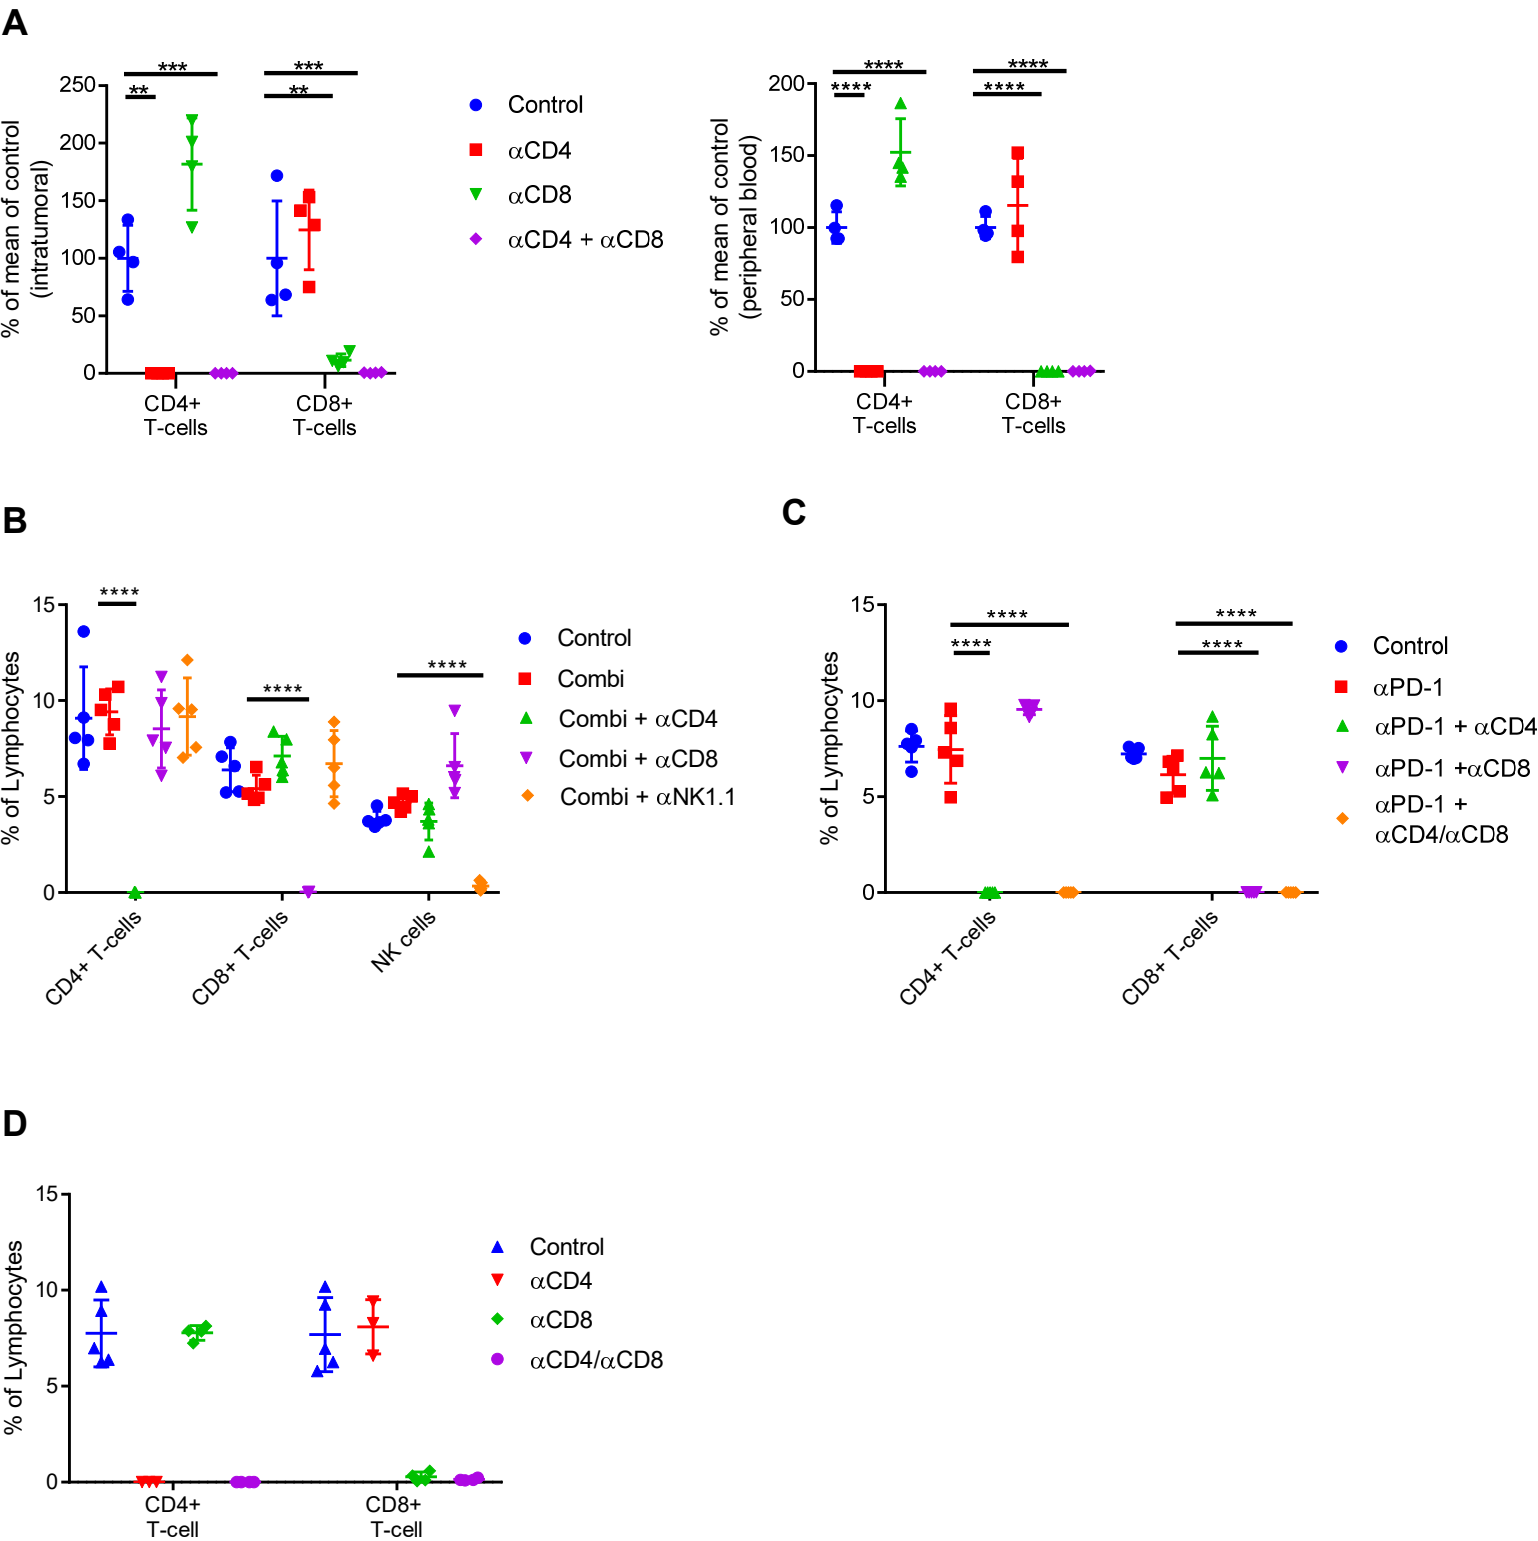 A
% of mean of control
(intratumoral)
250
200
150
100
50
0
***
**
***
**
CD4+
T-cells
CD8+
T-cells
Control
αCD4
αCD8
αCD4 + αCD8
% of mean of control
(peripheral blood)
200
150
100
50
0
****
****
****
****
CD4+
T-cells
CD8+
T-cells
B
% of Lymphocytes
15
10
5
0
****
****
****
CD4+ T-cells
CD8+ T-cells
NK cells
Control
Combi
Combi + αCD4
Combi + αCD8
Combi + αNK1.1
C
% of Lymphocytes
15
10
5
0
****
****
****
****
CD4+ T-cells
CD8+ T-cells
Control
αPD-1
αPD-1 + αCD4
αPD-1 +αCD8
αPD-1 +
αCD4/αCD8
D
% of Lymphocytes
15
10
5
0
CD4+
T-cell
CD8+
T-cell
Control
αCD4
αCD8
αCD4/αCD8